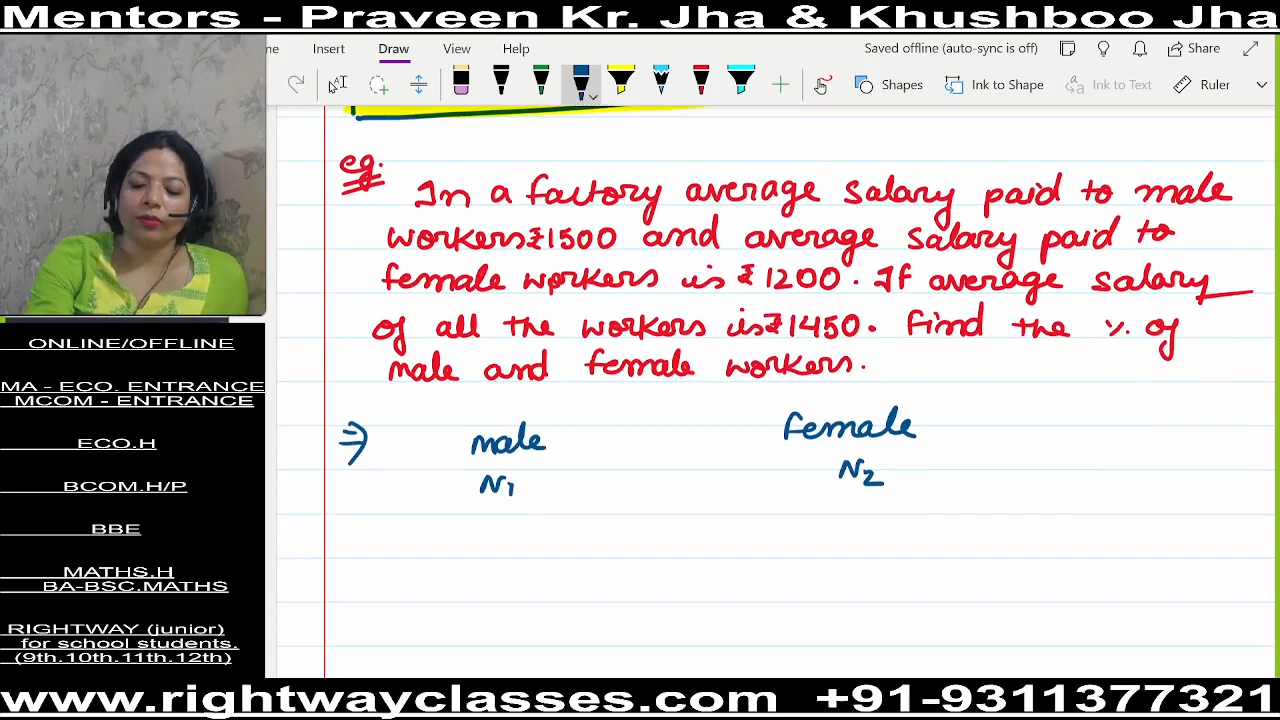 Mentors - Praveen Kr. Jha & Khushboo Jha
Insert Draw View Help
Saved offline (auto-sync is off)
Share
Shapes
Ink to Shape
Ink to Text
Ruler
eg.
In a factory average salary paid to male
workers ₹1500 and average salary paid to
female workers is ₹1200. If average salary
of all the workers is ₹1450. Find the % of
male and female workers.
⇒ male female
N1 N2
ONLINE/OFFLINE
MA - ECO. ENTRANCE
MCOM - ENTRANCE
ECO.H
BCOM.H/P
BBE
MATHS.H
BA-BSC.MATHS
RIGHTWAY (junior)
for school students.
(9th.10th.11th.12th)
www.rightwayclasses.com +91-9311377321